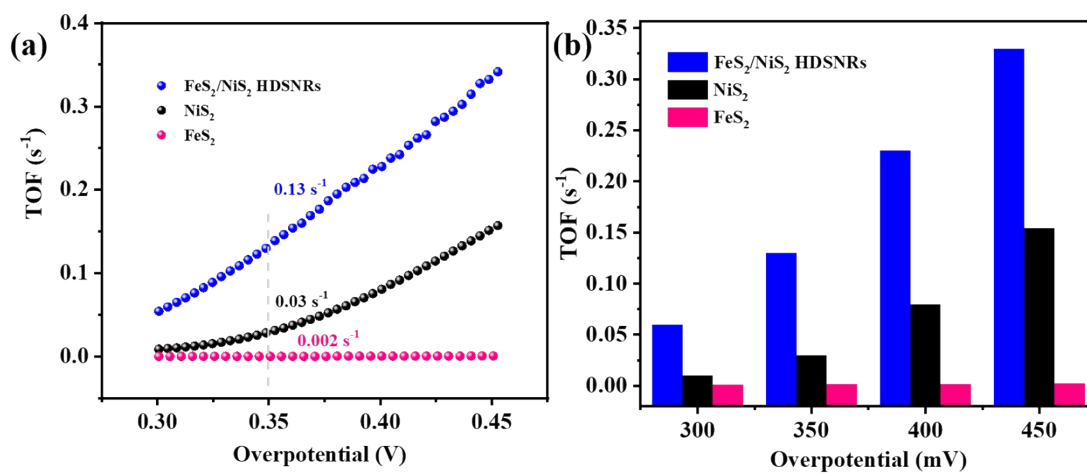 (a)
0.4
0.3
0.2
0.1
0.0
TOF (s⁻¹)
FeS₂/NiS₂ HDSNRs
NiS₂
FeS₂
0.13 s⁻¹
0.03 s⁻¹
0.002 s⁻¹
0.30 0.35 0.40 0.45
Overpotential (V)
(b)
0.35
0.30
0.25
0.20
0.15
0.10
0.05
0.00
TOF (s⁻¹)
FeS₂/NiS₂ HDSNRs
NiS₂
FeS₂
300 350 400 450
Overpotential (mV)